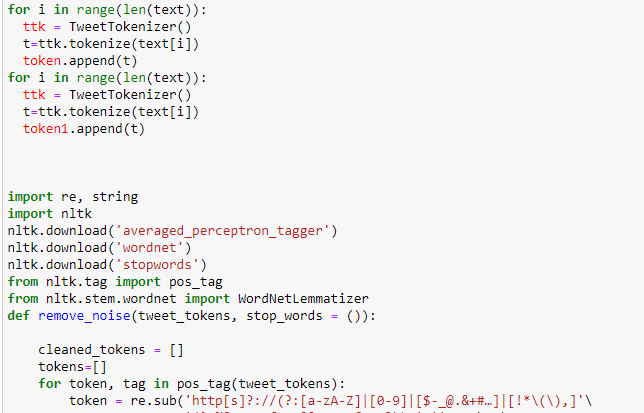 for i in range(len(text)):
  ttk = TweetTokenizer()
  t=ttk.tokenize(text[i])
  token.append(t)
for i in range(len(text)):
  ttk = TweetTokenizer()
  t=ttk.tokenize(text[i])
  token1.append(t)
import re, string
import nltk
nltk.download('averaged_perceptron_tagger')
nltk.download('wordnet')
nltk.download('stopwords')
from nltk.tag import pos_tag
from nltk.stem.wordnet import WordNetLemmatizer
def remove_noise(tweet_tokens, stop_words = ()):
    cleaned_tokens = []
    tokens=[]
    for token, tag in pos_tag(tweet_tokens):
        token = re.sub('http[s]?://(?:[a-zA-Z]|[0-9]|[$-_@.&+#…]|[!*\(\),]'\